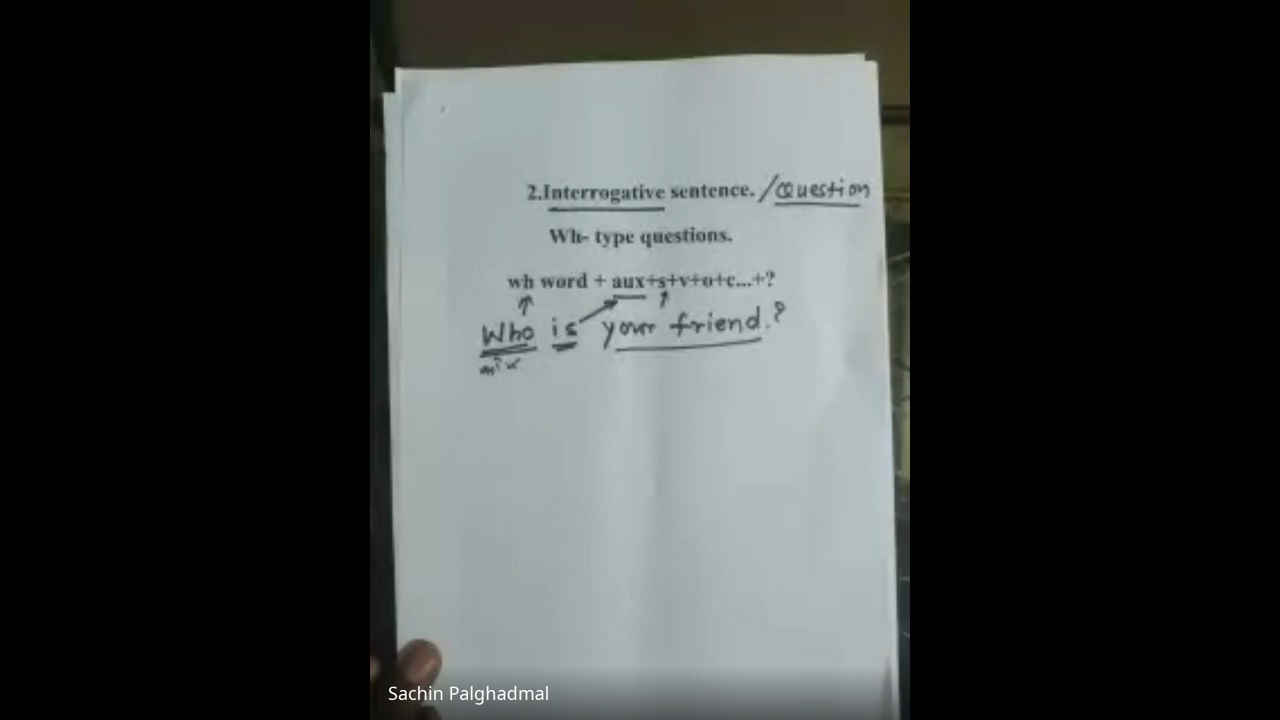 2.Interrogative sentence. /Question
Wh- type questions.
wh word + aux+s+v+o+c...+?
Who is your friend.?
Sachin Palghadmal